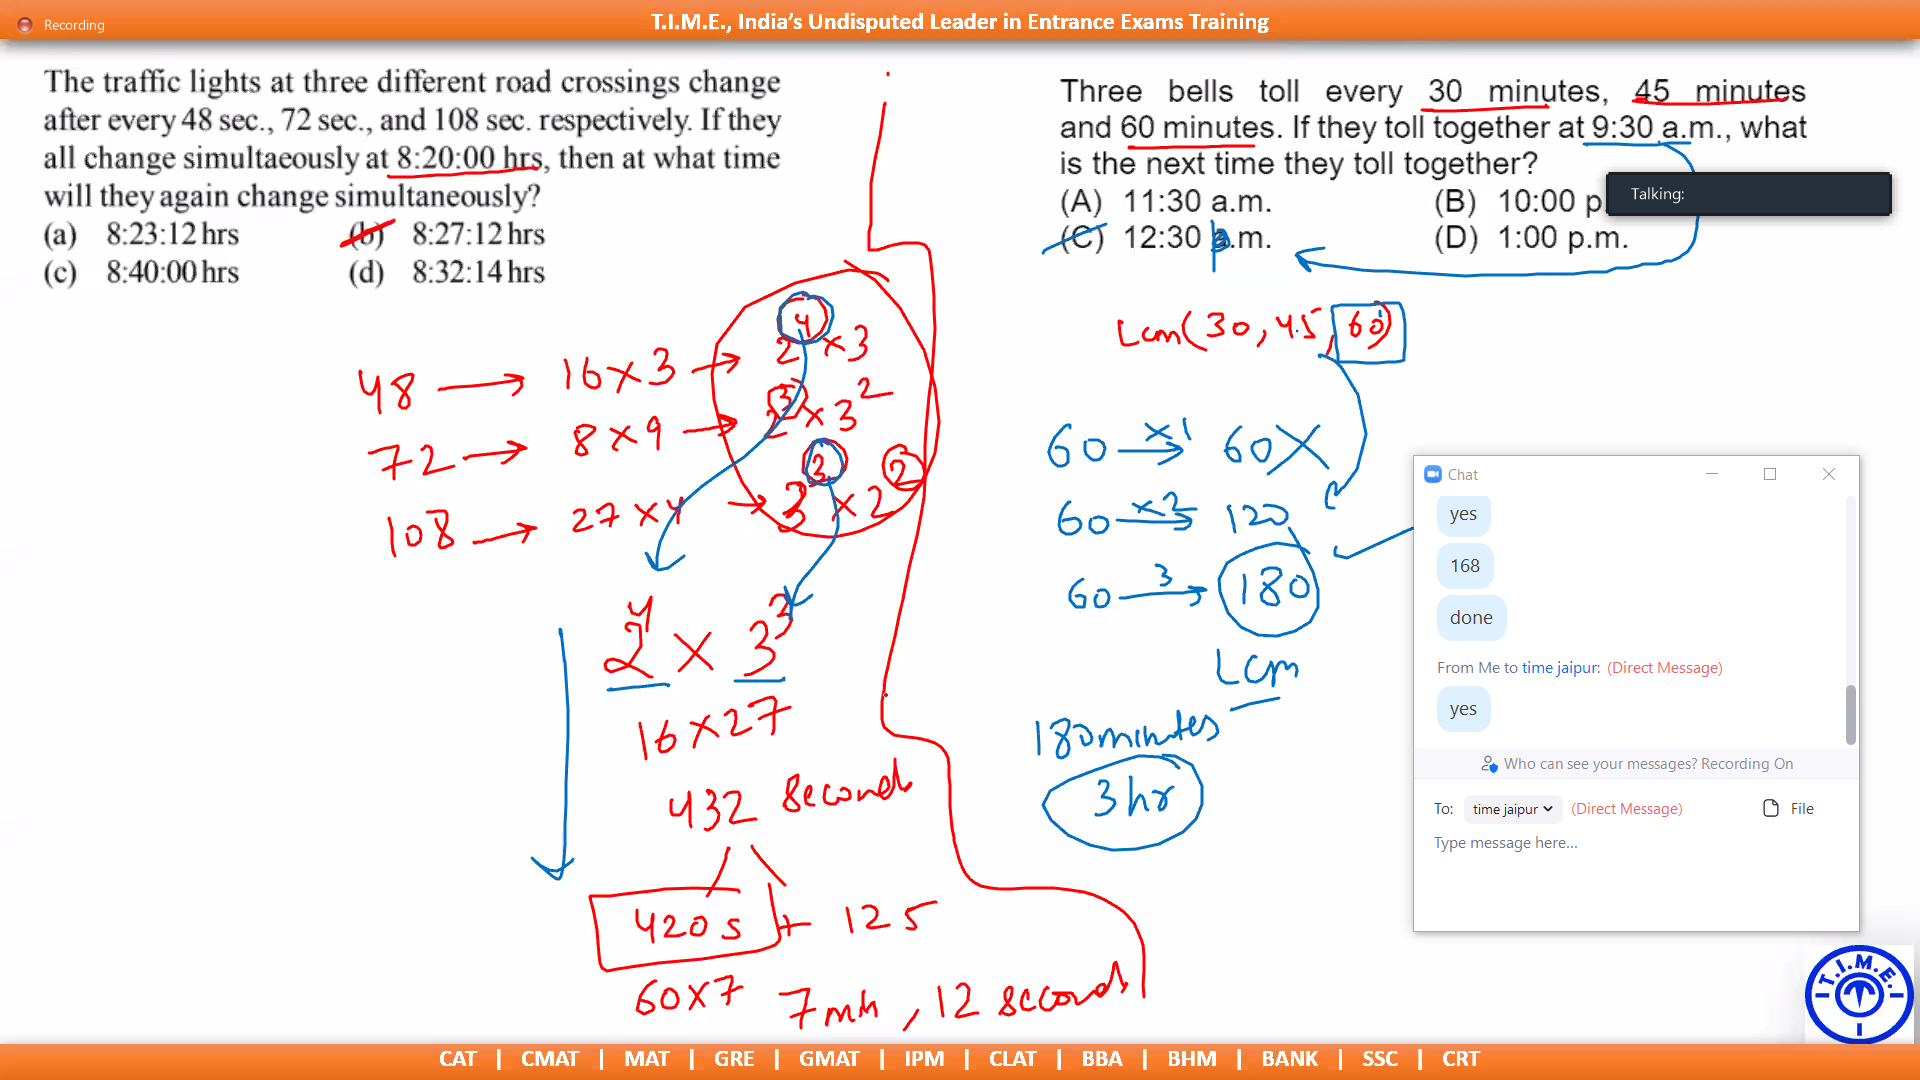 Recording
T.I.M.E., India's Undisputed Leader in Entrance Exams Training
The traffic lights at three different road crossings change
after every 48 sec., 72 sec., and 108 sec. respectively. If they
all change simultaeously at 8:20:00 hrs, then at what time
will they again change simultaneously?
(a) 8:23:12 hrs (b) 8:27:12 hrs
(c) 8:40:00 hrs (d) 8:32:14 hrs
48 → 16 × 3 → 2^4 × 3
72 → 8 × 9 → 2^3 × 3^2
108 → 27 × 4 → 3^3 × 2^2
2^4 × 3^3
16 × 27
432 Seconds
420 s + 12 s
60 × 7 7 min, 12 seconds
Three bells toll every 30 minutes, 45 minutes
and 60 minutes. If they toll together at 9:30 a.m., what
is the next time they toll together?
(A) 11:30 a.m. (B) 10:00 p
(C) 12:30 p.m. (D) 1:00 p.m.
Lcm(30, 45, 60)
60 ×1→ 60 X
60 ×2→ 120
60 3→ 180
Lcm
180 minutes
3 hr
Talking:
Chat
yes
168
done
From Me to time jaipur: (Direct Message)
yes
Who can see your messages? Recording On
To: time jaipur (Direct Message) File
Type message here...
T.I.M.E.
CAT | CMAT | MAT | GRE | GMAT | IPM | CLAT | BBA | BHM | BANK | SSC | CRT